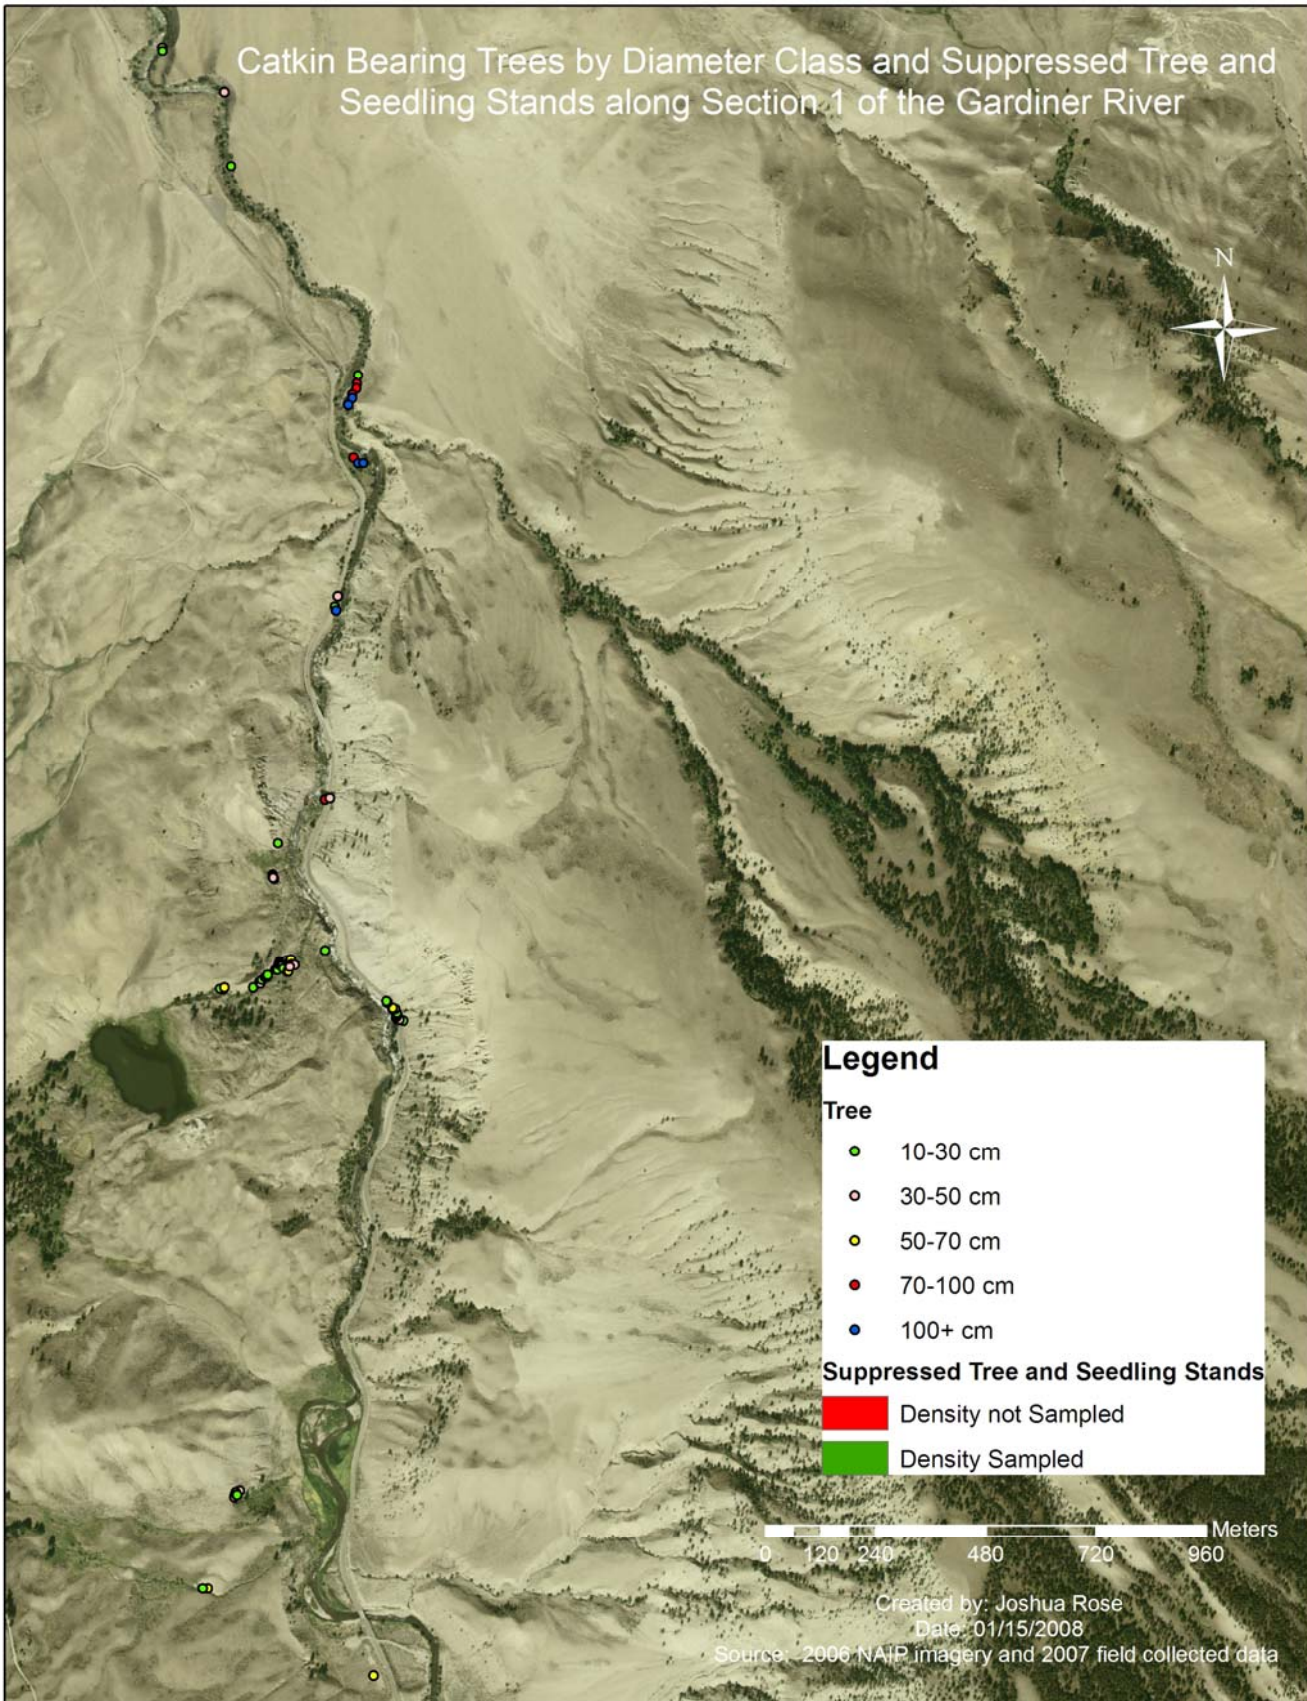 Catkin Bearing Trees by Diameter Class and Suppressed Tree and
Seedling Stands along Section 1 of the Gardiner River
N
Legend
Tree
10-30 cm
30-50 cm
50-70 cm
70-100 cm
100+ cm
Suppressed Tree and Seedling Stands
Density not Sampled
Density Sampled
Meters
0 120 240 480 720 960
Created by: Joshua Rose
Date: 01/15/2008
Source: 2006 NAIP imagery and 2007 field collected data